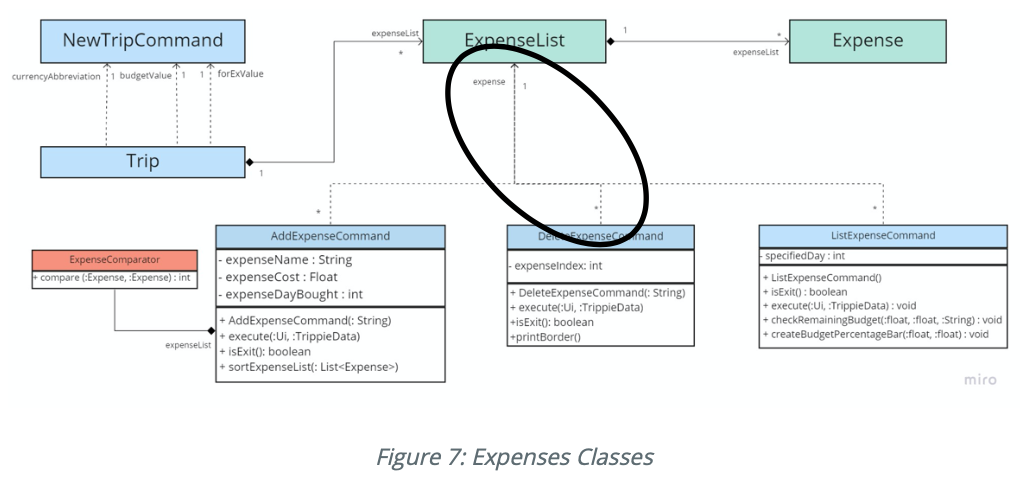 NewTripCommand
ExpenseList
Expense
expenseList
*
1
*
expenseList
currencyAbbreviation
1
budgetValue
1
1
forExValue
expense
1
Trip
1
*
*
*
AddExpenseCommand
- expenseName : String
- expenseCost : Float
- expenseDayBought : int
+ AddExpenseCommand(: String)
+ execute(:Ui, :TrippieData)
+ isExit(): boolean
+ sortExpenseList(: List<Expense>)
DeleteExpenseCommand
- expenseIndex: int
+ DeleteExpenseCommand(: String)
+ execute(:Ui, :TrippieData)
+isExit(): boolean
+printBorder()
ListExpenseCommand
- specifiedDay : int
+ ListExpenseCommand()
+ isExit() : boolean
+ execute(:Ui, :TrippieData) : void
+ checkRemainingBudget(:float, :float, :String) : void
+ createBudgetPercentageBar(:float, :float) : void
ExpenseComparator
+ compare (:Expense, :Expense) : int
expenseList
miro
Figure 7: Expenses Classes